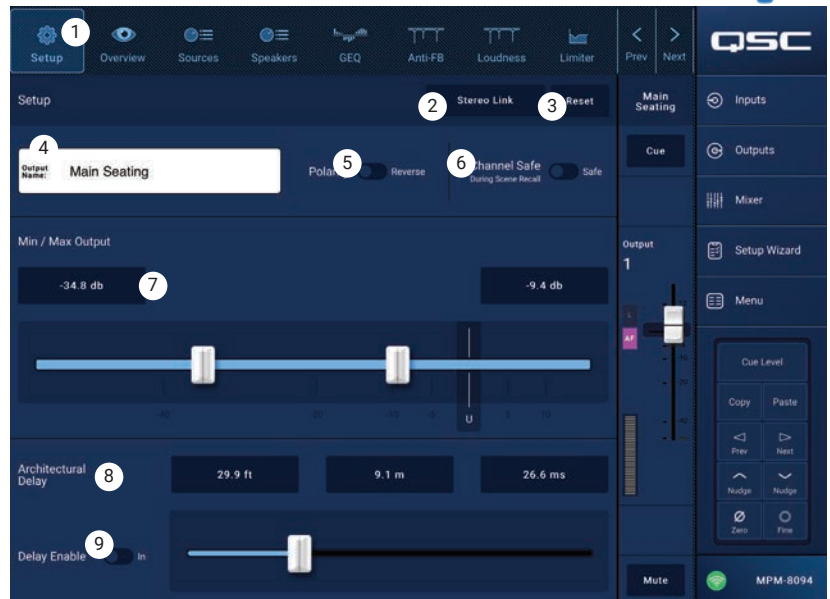 1
Setup
Overview
Sources
Speakers
GEQ
Anti-FB
Loudness
Limiter
Prev
Next
QSC
Setup
2
Stereo Link
3
Reset
Main
Seating
Inputs
4
Output
Name:
Main Seating
5
Reverse
6
Channel Safe
During Scene Recall
Safe
Cue
Outputs
Mixer
Min / Max Output
-34.8 db
7
-9.4 db
Output
1
Setup Wizard
Menu
L
AF
-40
-20
-10
-5
U
5
10
10
20
40
Cue Level
Copy
Paste
Prev
Next
Nudge
Nudge
Zero
Fine
Architectural
Delay
8
29.9 ft
9.1 m
26.6 ms
Delay Enable
9
In
Mute
MPM-8094